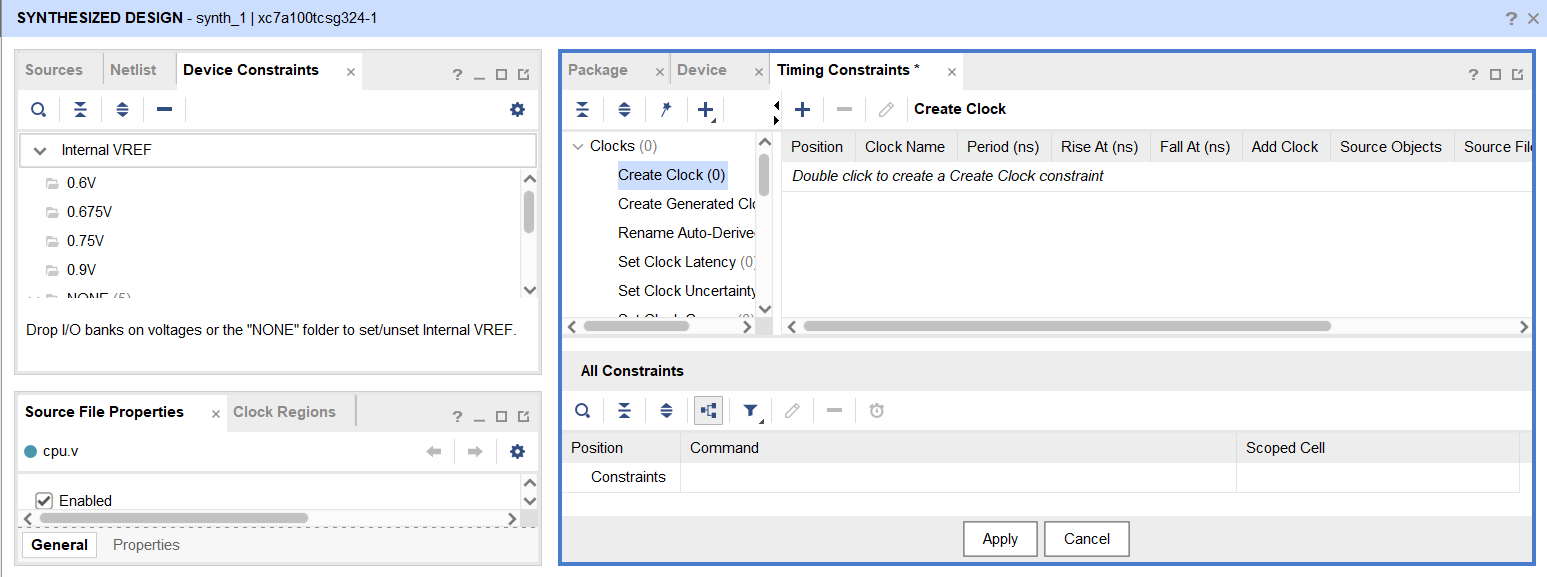 SYNTHESIZED DESIGN - synth_1 | xc7a100tcsg324-1
Sources Netlist Device Constraints
Internal VREF
0.6V
0.675V
0.75V
0.9V
NONE (5)
Drop I/O banks on voltages or the "NONE" folder to set/unset Internal VREF.
Source File Properties Clock Regions
cpu.v
Enabled
General Properties
Package Device Timing Constraints *
Create Clock
Clocks (0)
Create Clock (0)
Create Generated Clo
Rename Auto-Derive
Set Clock Latency (0)
Set Clock Uncertainty
Position Clock Name Period (ns) Rise At (ns) Fall At (ns) Add Clock Source Objects Source File
Double click to create a Create Clock constraint
All Constraints
Position Command Scoped Cell
Constraints
Apply Cancel